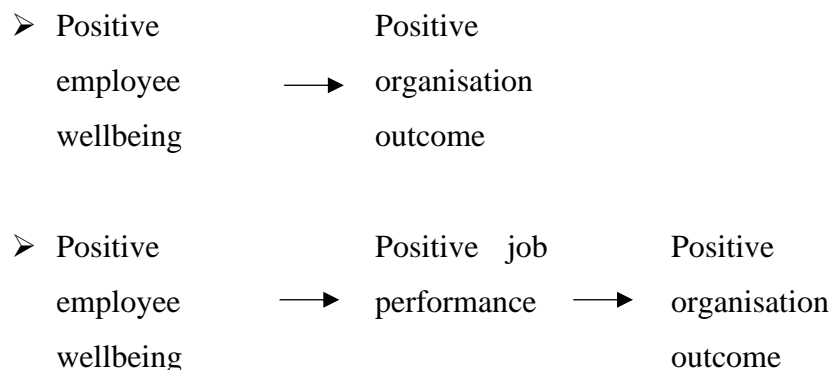 ➢ Positive employee wellbeing → Positive organisation outcome
➢ Positive employee wellbeing → Positive job performance → Positive organisation outcome